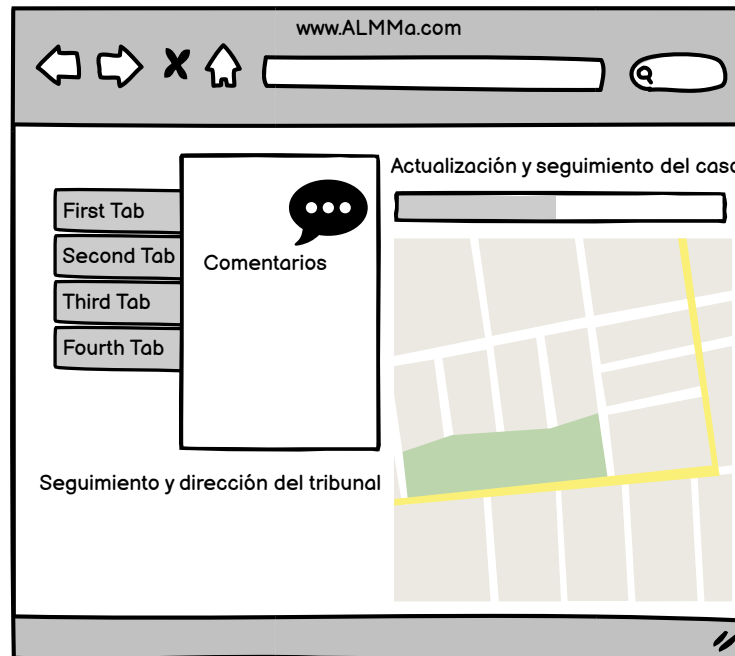 www.ALMMa.com
Actualización y seguimiento del caso
First Tab
Second Tab
Comentarios
Third Tab
Fourth Tab
Seguimiento y dirección del tribunal